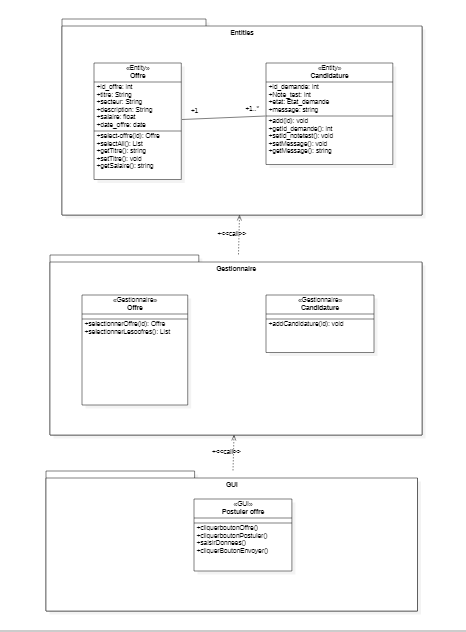 Entities
«Entity»
Offre
+id_offre: int
+titre: String
+secteur: String
+description: String
+salaire: float
+date_offre: date
+select-offre(id): Offre
+selectAll(): List
+getTitre(): string
+setTitre(): void
+getSalaire(): string
+1
+1..*
«Entity»
Candidature
+id_demande: int
+Note_test: int
+etat: Etat_demande
+message: string
+add(id): void
+getid_demande(): int
+setid_notetest(): void
+setMessage(): void
+getMessage(): string
+<<call>>
Gestionnaire
«Gestionnaire»
Offre
+selectionnerOffre(id): Offre
+selectionnerLesoofres(): List
«Gestionnaire»
Candidature
+addCandidature(id): void
+<<call>>
GUI
«GUI»
Postuler offre
+cliquerboutonOffre()
+cliquerboutonPostuler()
+saisirDonnees()
+cliquerBoutonEnvoyer()